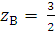 z_B = 3/2